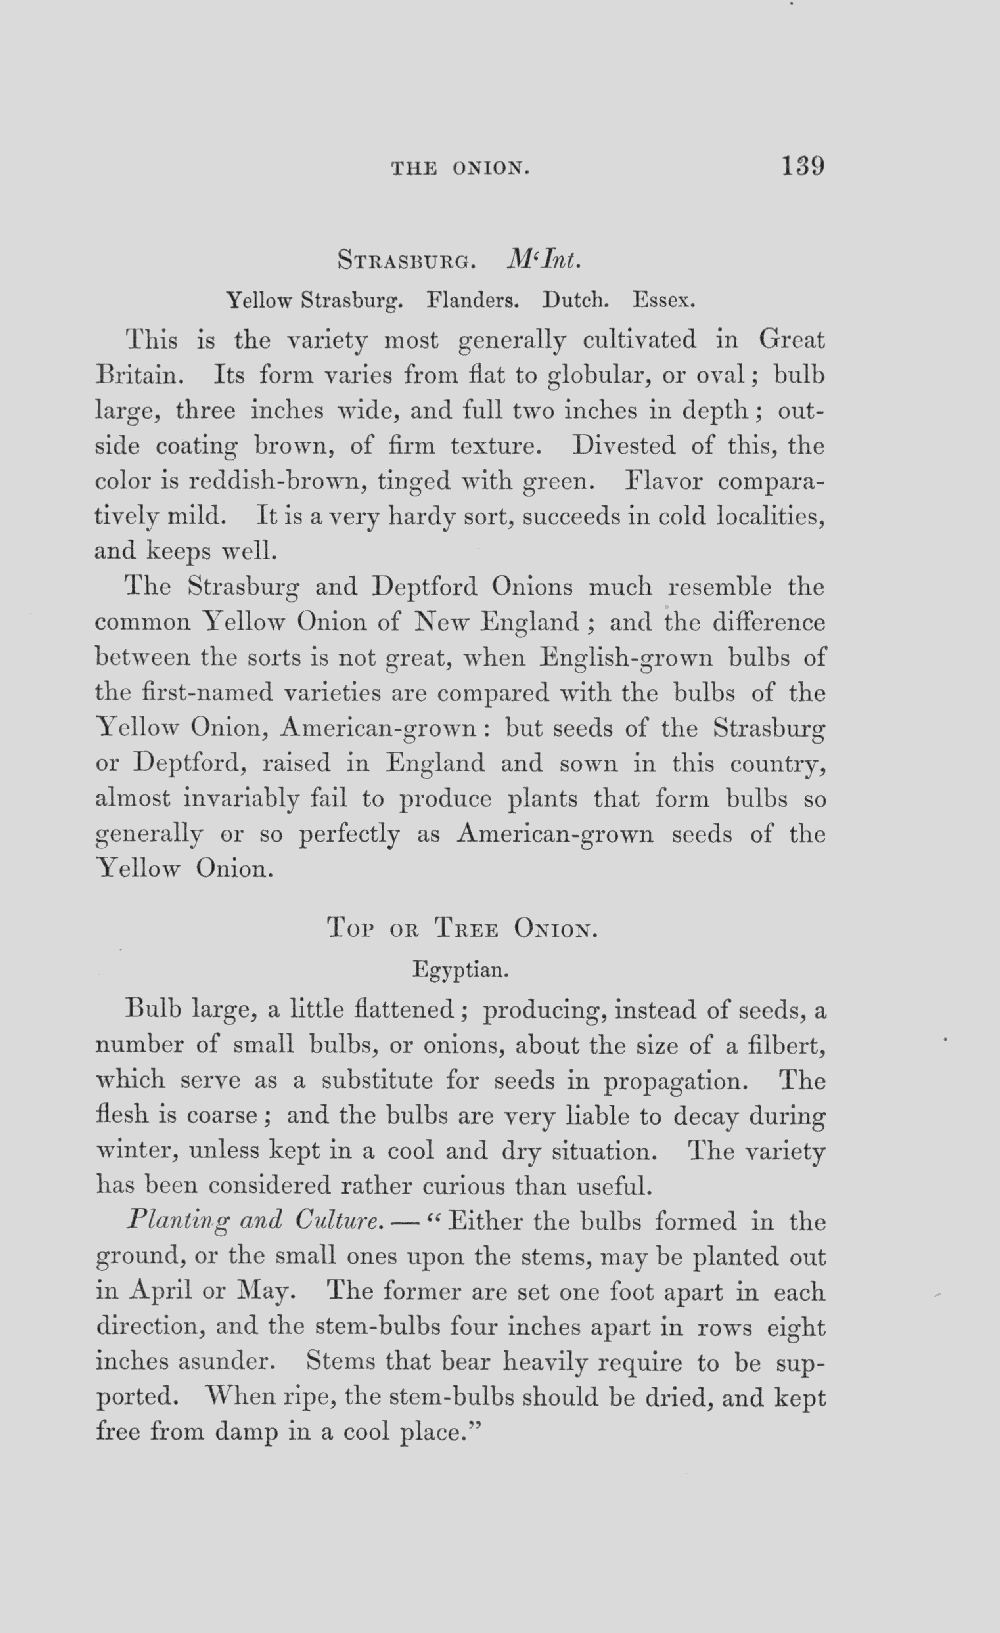 THE ONION. 139
STRASBURG. M‘Int.
Yellow Strasburg. Flanders. Dutch. Essex.
This is the variety most generally cultivated in Great
Britain. Its form varies from flat to globular, or oval; bulb
large, three inches wide, and full two inches in depth; out-
side coating brown, of firm texture. Divested of this, the
color is reddish-brown, tinged with green. Flavor compara-
tively mild. It is a very hardy sort, succeeds in cold localities,
and keeps well.
The Strasburg and Deptford Onions much resemble the
common Yellow Onion of New England; and the difference
between the sorts is not great, when English-grown bulbs of
the first-named varieties are compared with the bulbs of the
Yellow Onion, American-grown: but seeds of the Strasburg
or Deptford, raised in England and sown in this country,
almost invariably fail to produce plants that form bulbs so
generally or so perfectly as American-grown seeds of the
Yellow Onion.
TOP OR TREE ONION.
Egyptian.
Bulb large, a little flattened; producing, instead of seeds, a
number of small bulbs, or onions, about the size of a filbert,
which serve as a substitute for seeds in propagation. The
flesh is coarse; and the bulbs are very liable to decay during
winter, unless kept in a cool and dry situation. The variety
has been considered rather curious than useful.
Planting and Culture. — “Either the bulbs formed in the
ground, or the small ones upon the stems, may be planted out
in April or May. The former are set one foot apart in each
direction, and the stem-bulbs four inches apart in rows eight
inches asunder. Stems that bear heavily require to be sup-
ported. When ripe, the stem-bulbs should be dried, and kept
free from damp in a cool place.”